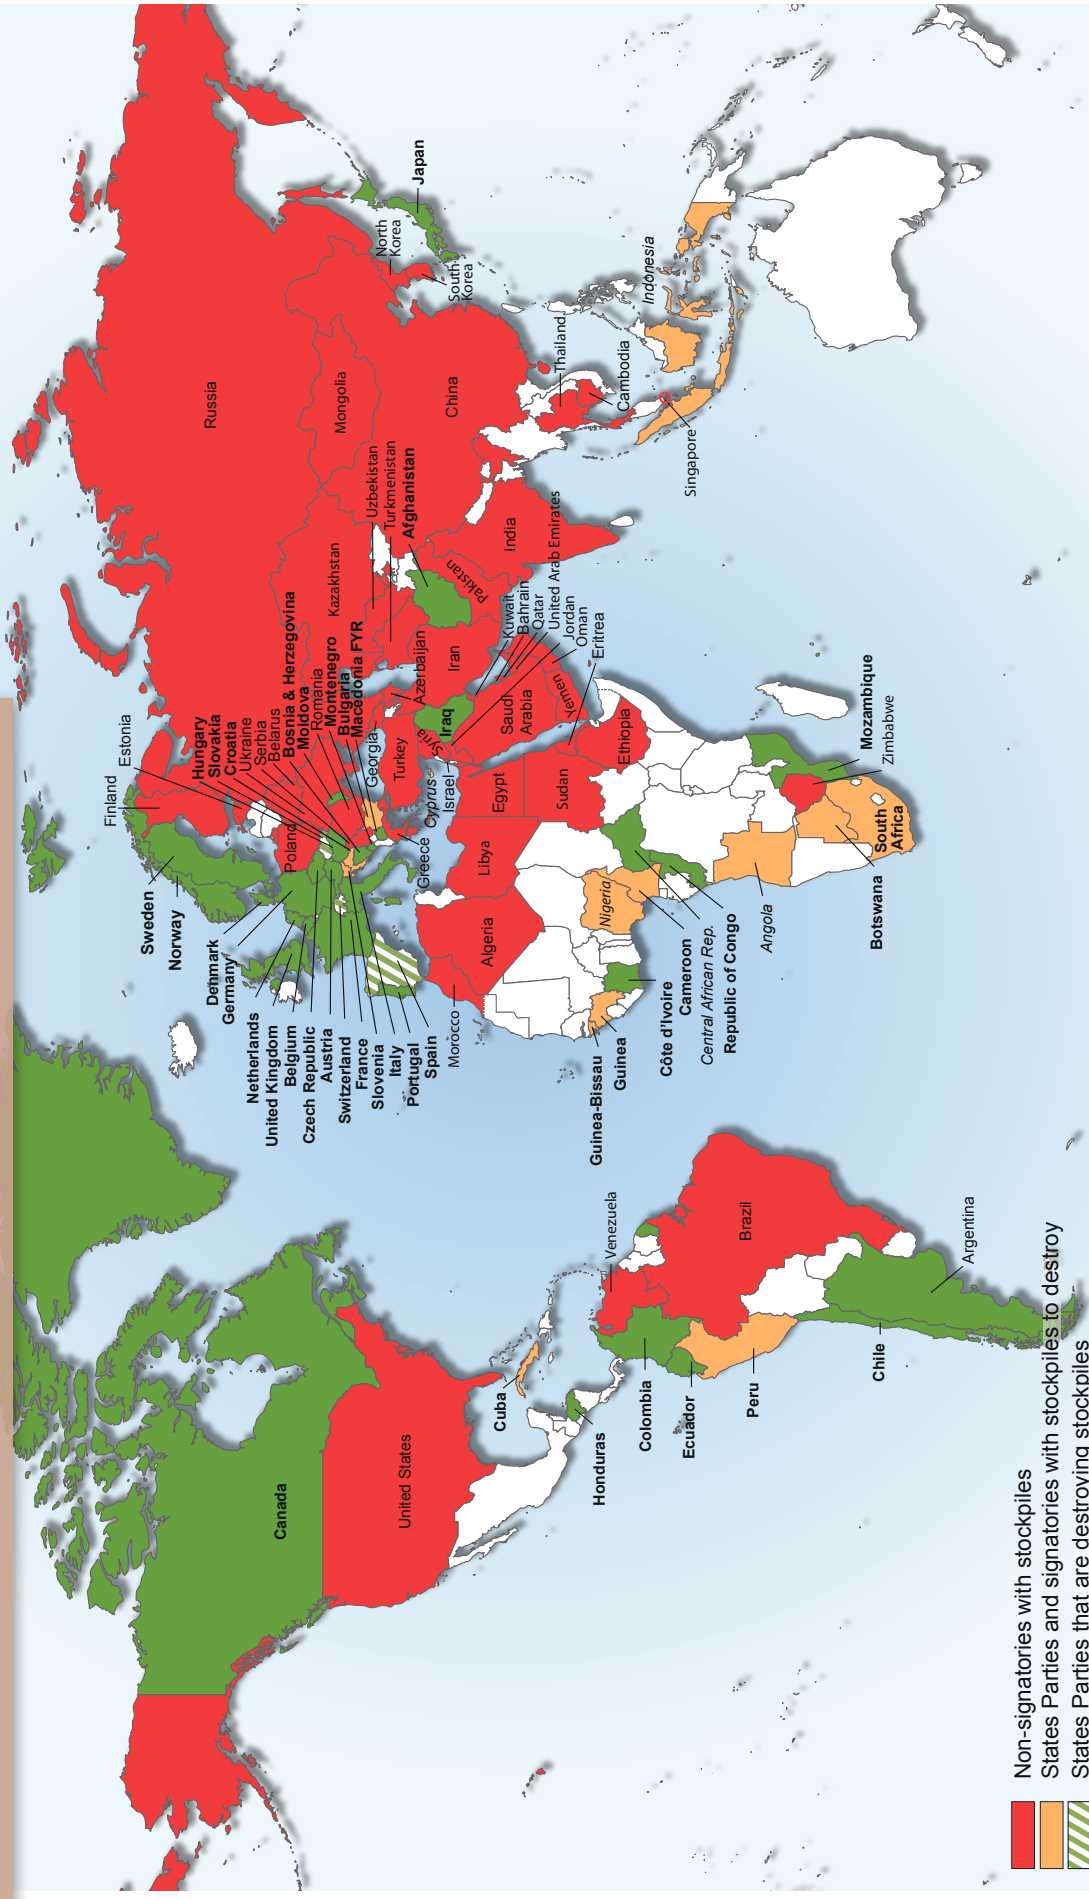 Russia
Mongolia
China
Japan
North
Korea
South
Korea
Thailand
Cambodia
Indonesia
Singapore
Kazakhstan
Uzbekistan
Turkmenistan
Afghanistan
Pakistan
India
Iran
Azerbaijan
Georgia
Turkey
Syria
Iraq
Cyprus
Israel
Kuwait
Bahrain
Qatar
United Arab Emirates
Jordan
Oman
Eritrea
Saudi
Arabia
Yemen
Finland
Estonia
Hungary
Slovakia
Croatia
Ukraine
Serbia
Belarus
Bosnia & Herzegovina
Moldova
Romania
Montenegro
Bulgaria
Macedonia FYR
Poland
Greece
Sweden
Norway
Denmark
Germany
Netherlands
United Kingdom
Belgium
Czech Republic
Austria
Switzerland
France
Slovenia
Italy
Portugal
Spain
Morocco
Algeria
Libya
Egypt
Sudan
Ethiopia
Nigeria
Guinea-Bissau
Guinea
Côte d'Ivoire
Cameroon
Central African Rep.
Republic of Congo
Angola
Botswana
South
Africa
Zimbabwe
Mozambique
Canada
United States
Cuba
Honduras
Venezuela
Colombia
Ecuador
Peru
Brazil
Chile
Argentina
Non-signatories with stockpiles
States Parties and signatories with stockpiles to destroy
States Parties that are destroying stockpiles